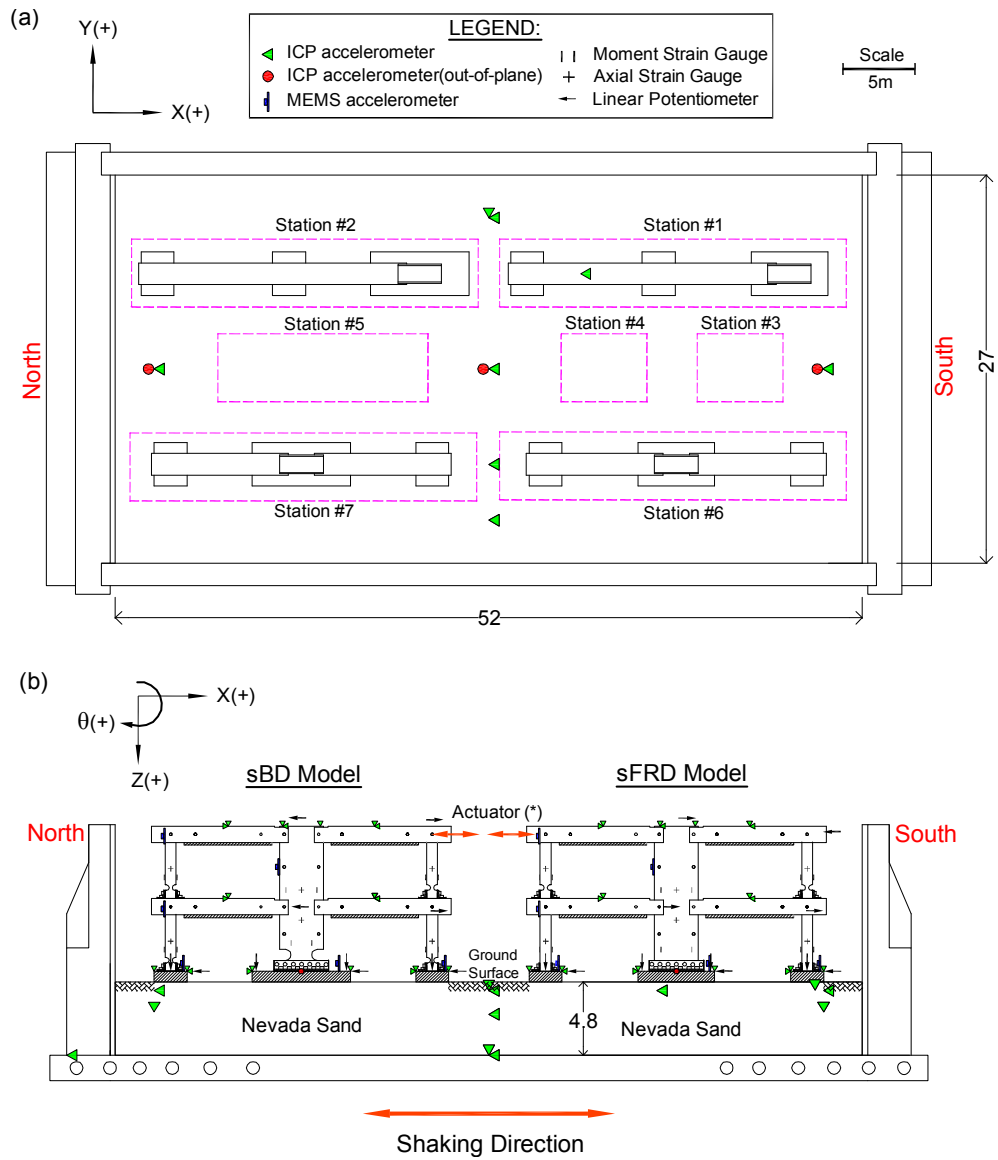 (a)
Y(+)
X(+)
LEGEND:
ICP accelerometer
ICP accelerometer(out-of-plane)
MEMS accelerometer
Moment Strain Gauge
Axial Strain Gauge
Linear Potentiometer
Scale
5m
North
South
Station #2
Station #1
Station #5
Station #4
Station #3
Station #7
Station #6
27
52
(b)
X(+)
θ(+)
Z(+)
sBD Model
sFRD Model
Actuator (*)
North
South
Ground
Surface
Nevada Sand
4.8
Nevada Sand
Shaking Direction